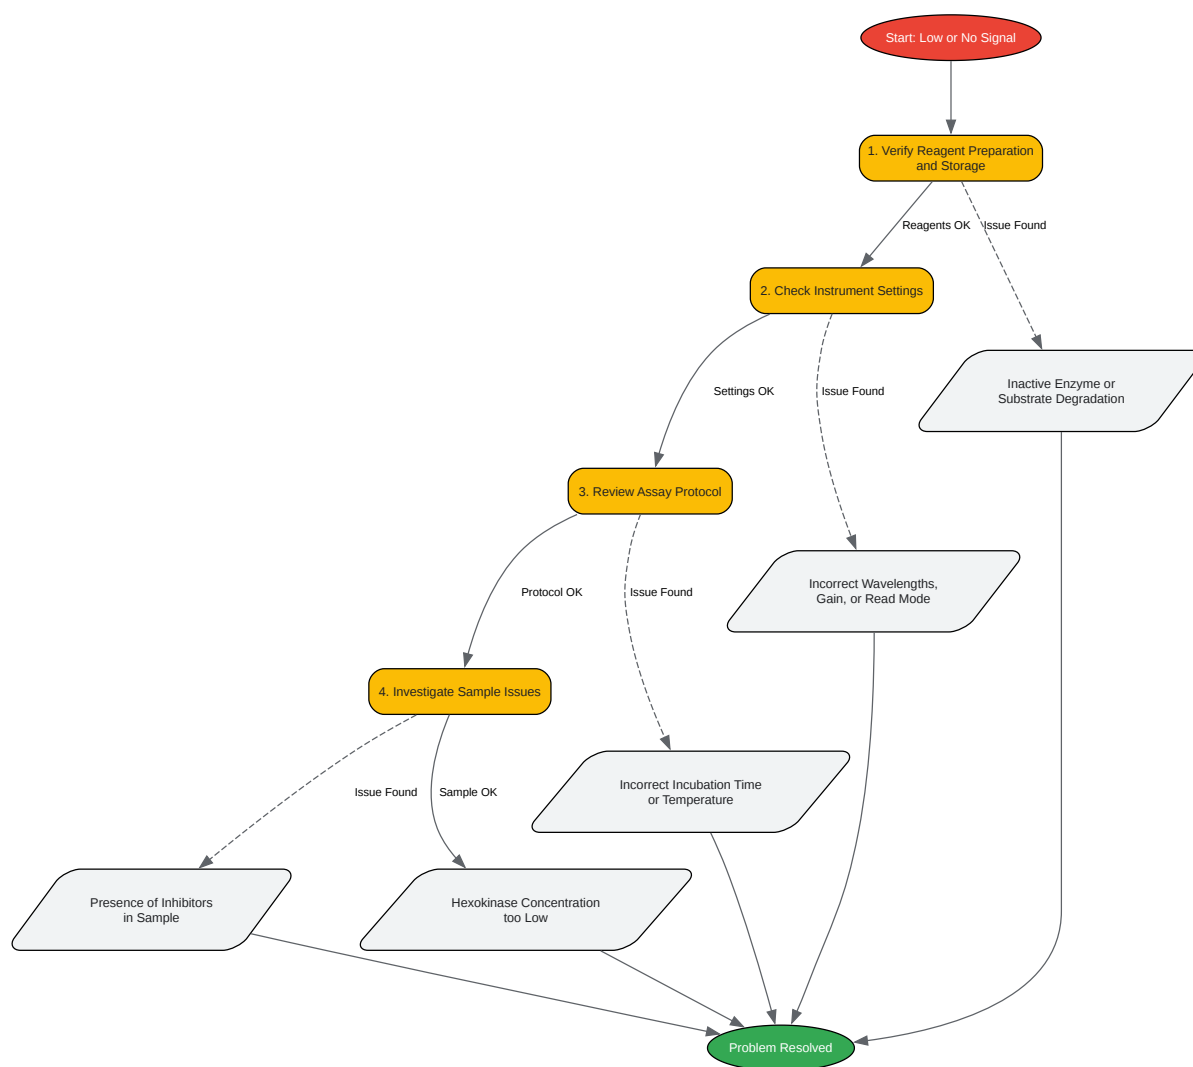 Start: Low or No Signal
1. Verify Reagent Preparation
and Storage
Reagents OK
Issue Found
2. Check Instrument Settings
Inactive Enzyme or
Substrate Degradation
Settings OK
Issue Found
3. Review Assay Protocol
Incorrect Wavelengths,
Gain, or Read Mode
Protocol OK
Issue Found
4. Investigate Sample Issues
Incorrect Incubation Time
or Temperature
Issue Found
Sample OK
Presence of Inhibitors
in Sample
Hexokinase Concentration
too Low
Problem Resolved